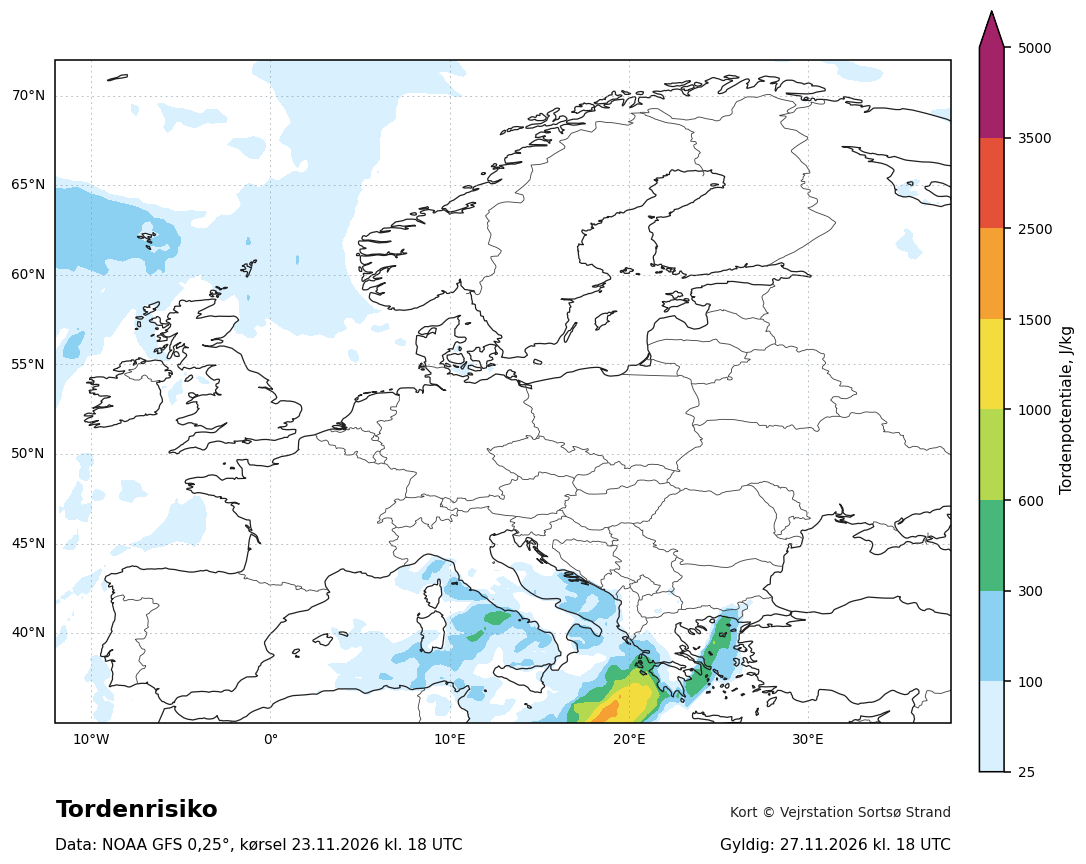 70°N
65°N
60°N
55°N
50°N
45°N
40°N
10°W
0°
10°E
20°E
30°E
5000
3500
2500
1500
1000
600
300
100
25
Tordenpotentiale, J/kg
Tordenrisiko
Kort © Vejrstation Sortsø Strand
Data: NOAA GFS 0,25°, kørsel 23.11.2026 kl. 18 UTC
Gyldig: 27.11.2026 kl. 18 UTC